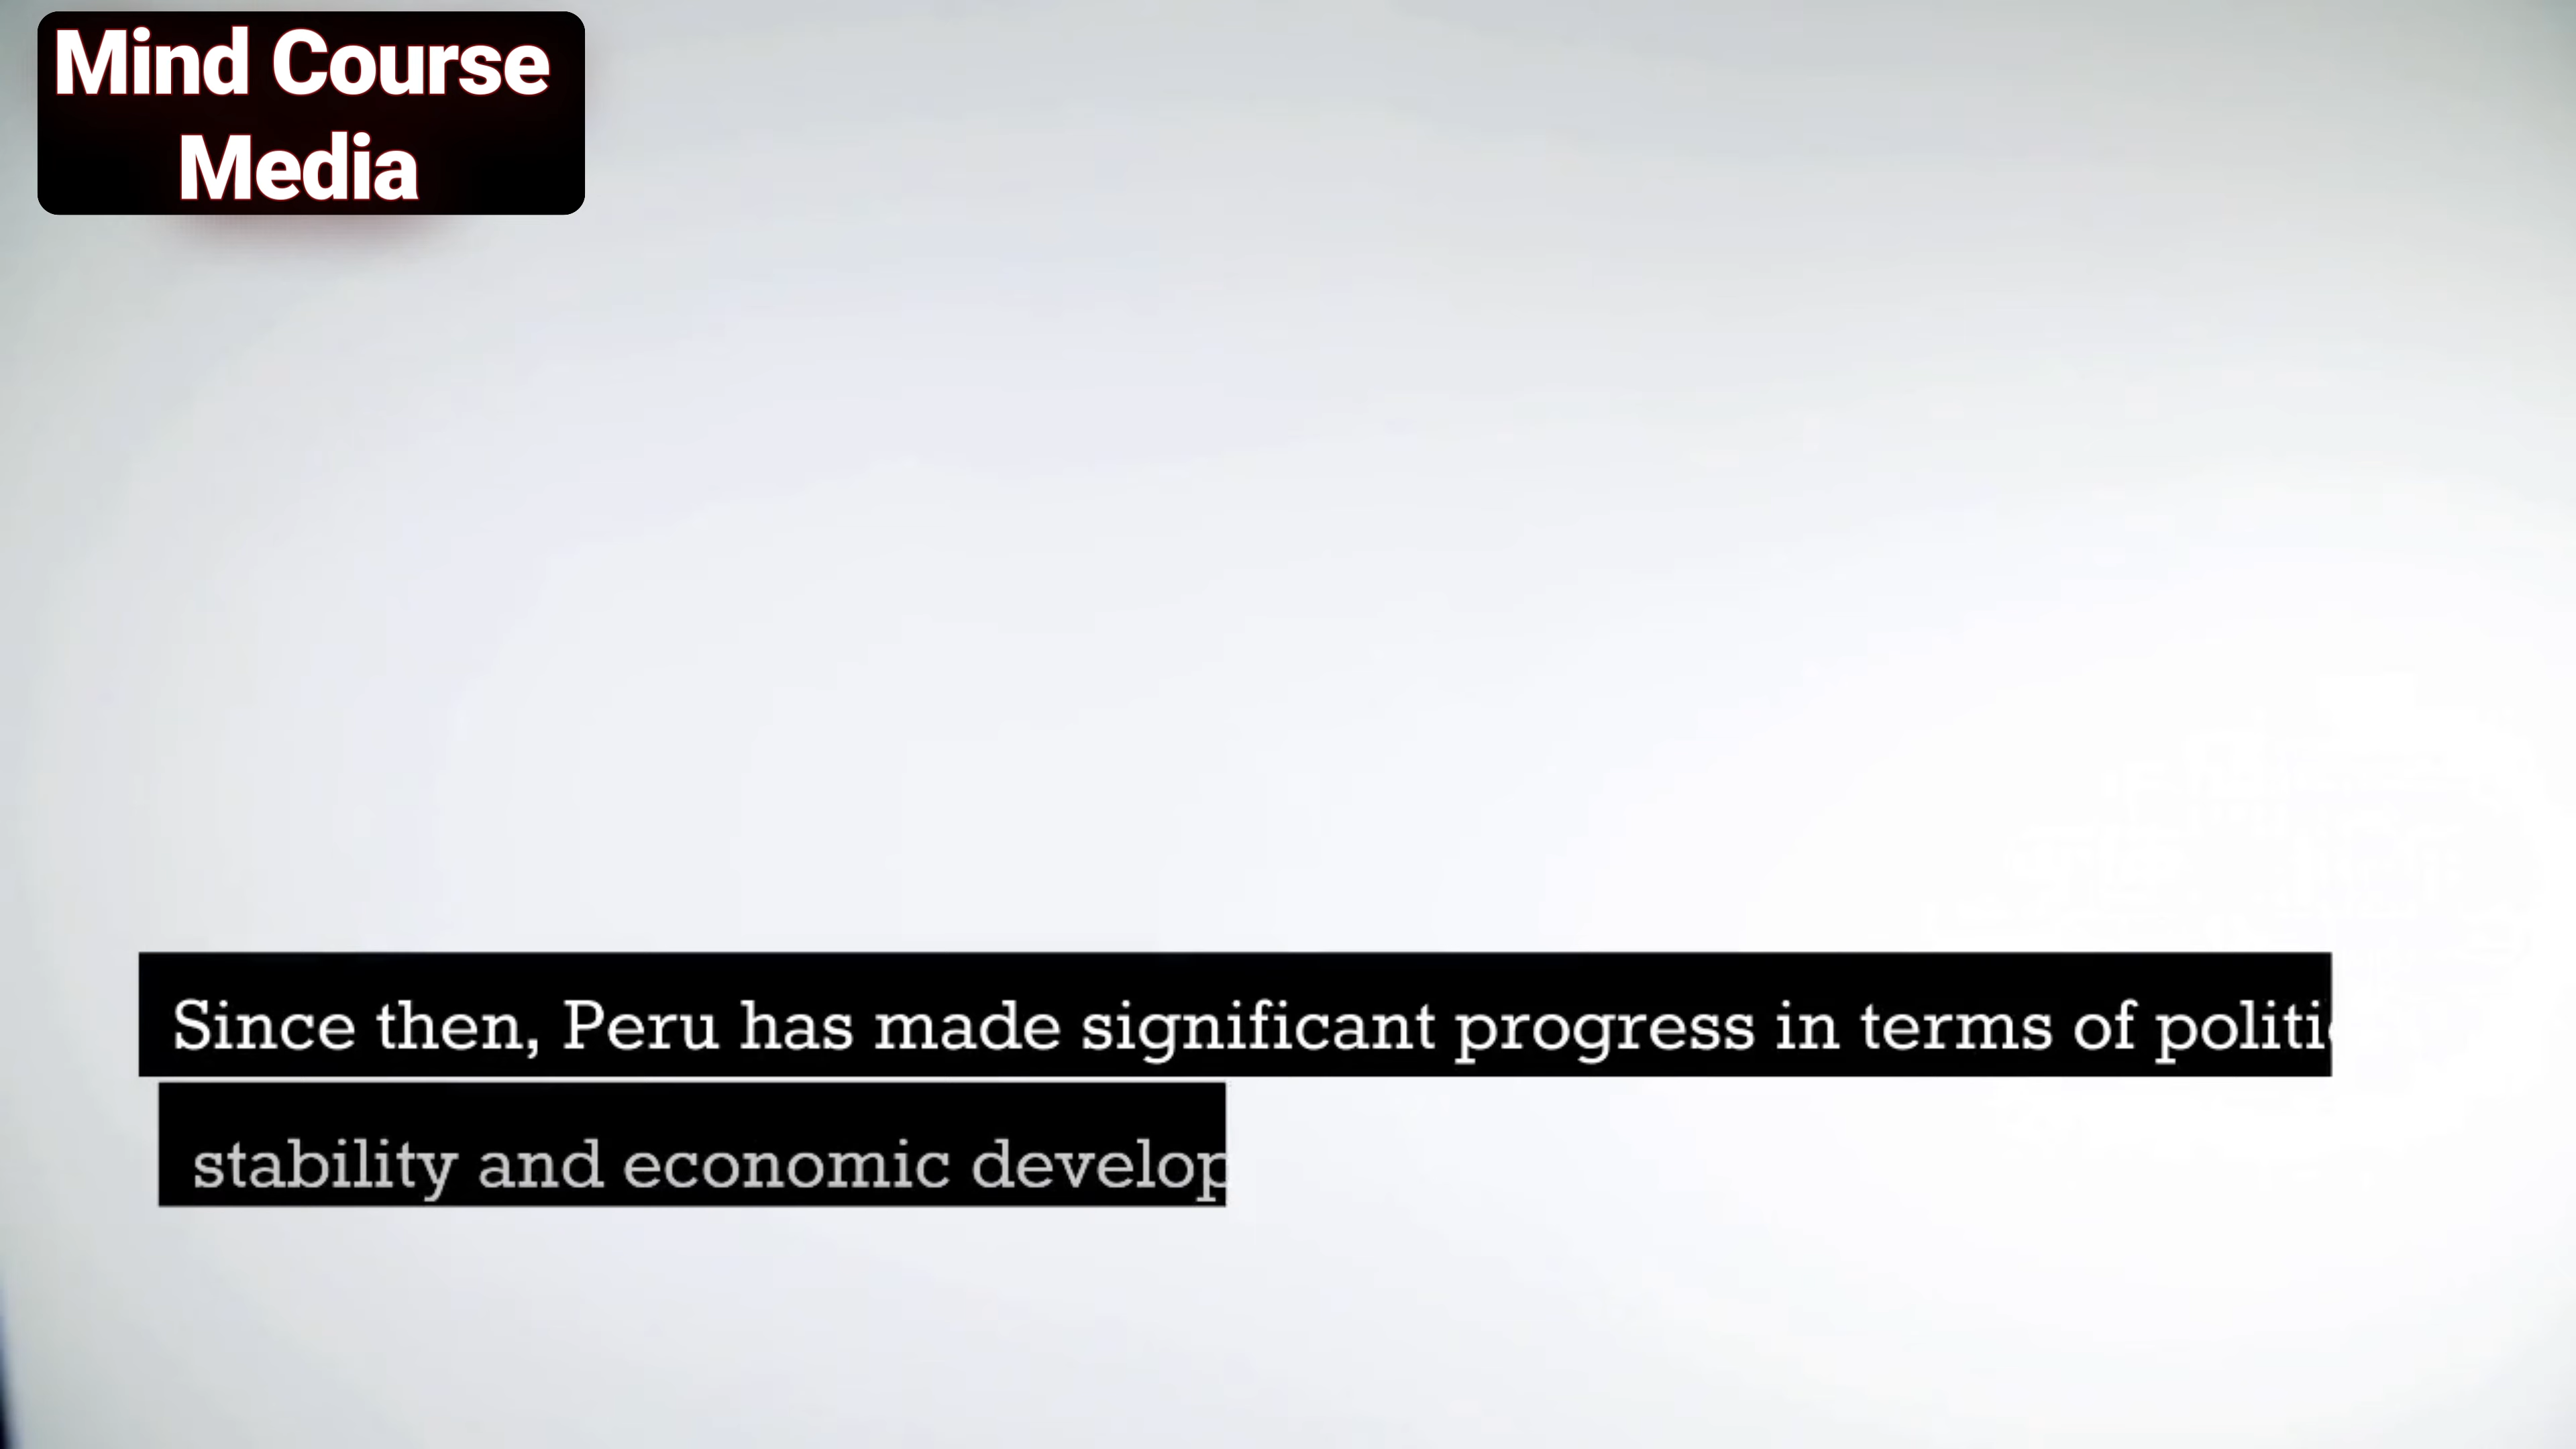 Mind Course
Media
Since then, Peru has made significant progress in terms of politi
stability and economic develop